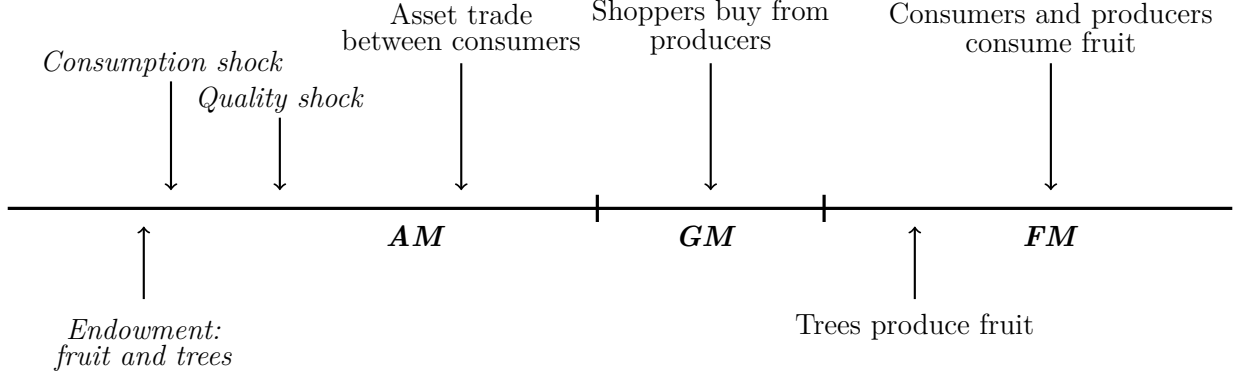 Consumption shock
Quality shock
Asset trade
between consumers
Shoppers buy from
producers
Consumers and producers
consume fruit
AM
GM
FM
Endowment:
fruit and trees
Trees produce fruit